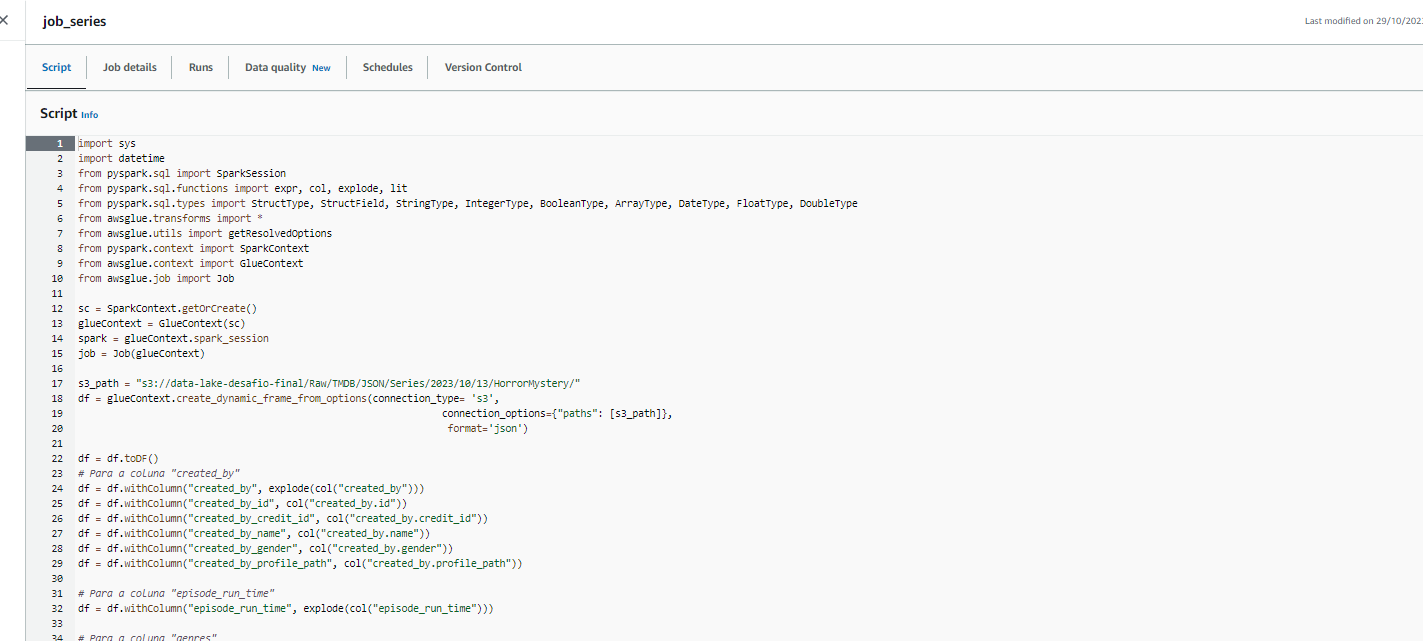 job_series
Last modified on 29/10/202
Script
Job details
Runs
Data quality New
Schedules
Version Control
Script Info
1 import sys
2 import datetime
3 from pyspark.sql import SparkSession
4 from pyspark.sql.functions import expr, col, explode, lit
5 from pyspark.sql.types import StructType, StructField, StringType, IntegerType, BooleanType, ArrayType, DateType, FloatType, DoubleType
6 from awsglue.transforms import *
7 from awsglue.utils import getResolvedOptions
8 from pyspark.context import SparkContext
9 from awsglue.context import GlueContext
10 from awsglue.job import Job
11
12 sc = SparkContext.getOrCreate()
13 glueContext = GlueContext(sc)
14 spark = glueContext.spark_session
15 job = Job(glueContext)
16
17 s3_path = "s3://data-lake-desafio-final/Raw/TMDB/JSON/Series/2023/10/13/HorrorMystery/"
18 df = glueContext.create_dynamic_frame_from_options(connection_type= 's3',
19 connection_options={"paths": [s3_path]},
20 format='json')
21
22 df = df.toDF()
23 # Para a coluna "created_by"
24 df = df.withColumn("created_by", explode(col("created_by")))
25 df = df.withColumn("created_by_id", col("created_by.id"))
26 df = df.withColumn("created_by_credit_id", col("created_by.credit_id"))
27 df = df.withColumn("created_by_name", col("created_by.name"))
28 df = df.withColumn("created_by_gender", col("created_by.gender"))
29 df = df.withColumn("created_by_profile_path", col("created_by.profile_path"))
30
31 # Para a coluna "episode_run_time"
32 df = df.withColumn("episode_run_time", explode(col("episode_run_time")))
33
34 # Para a coluna "genres"